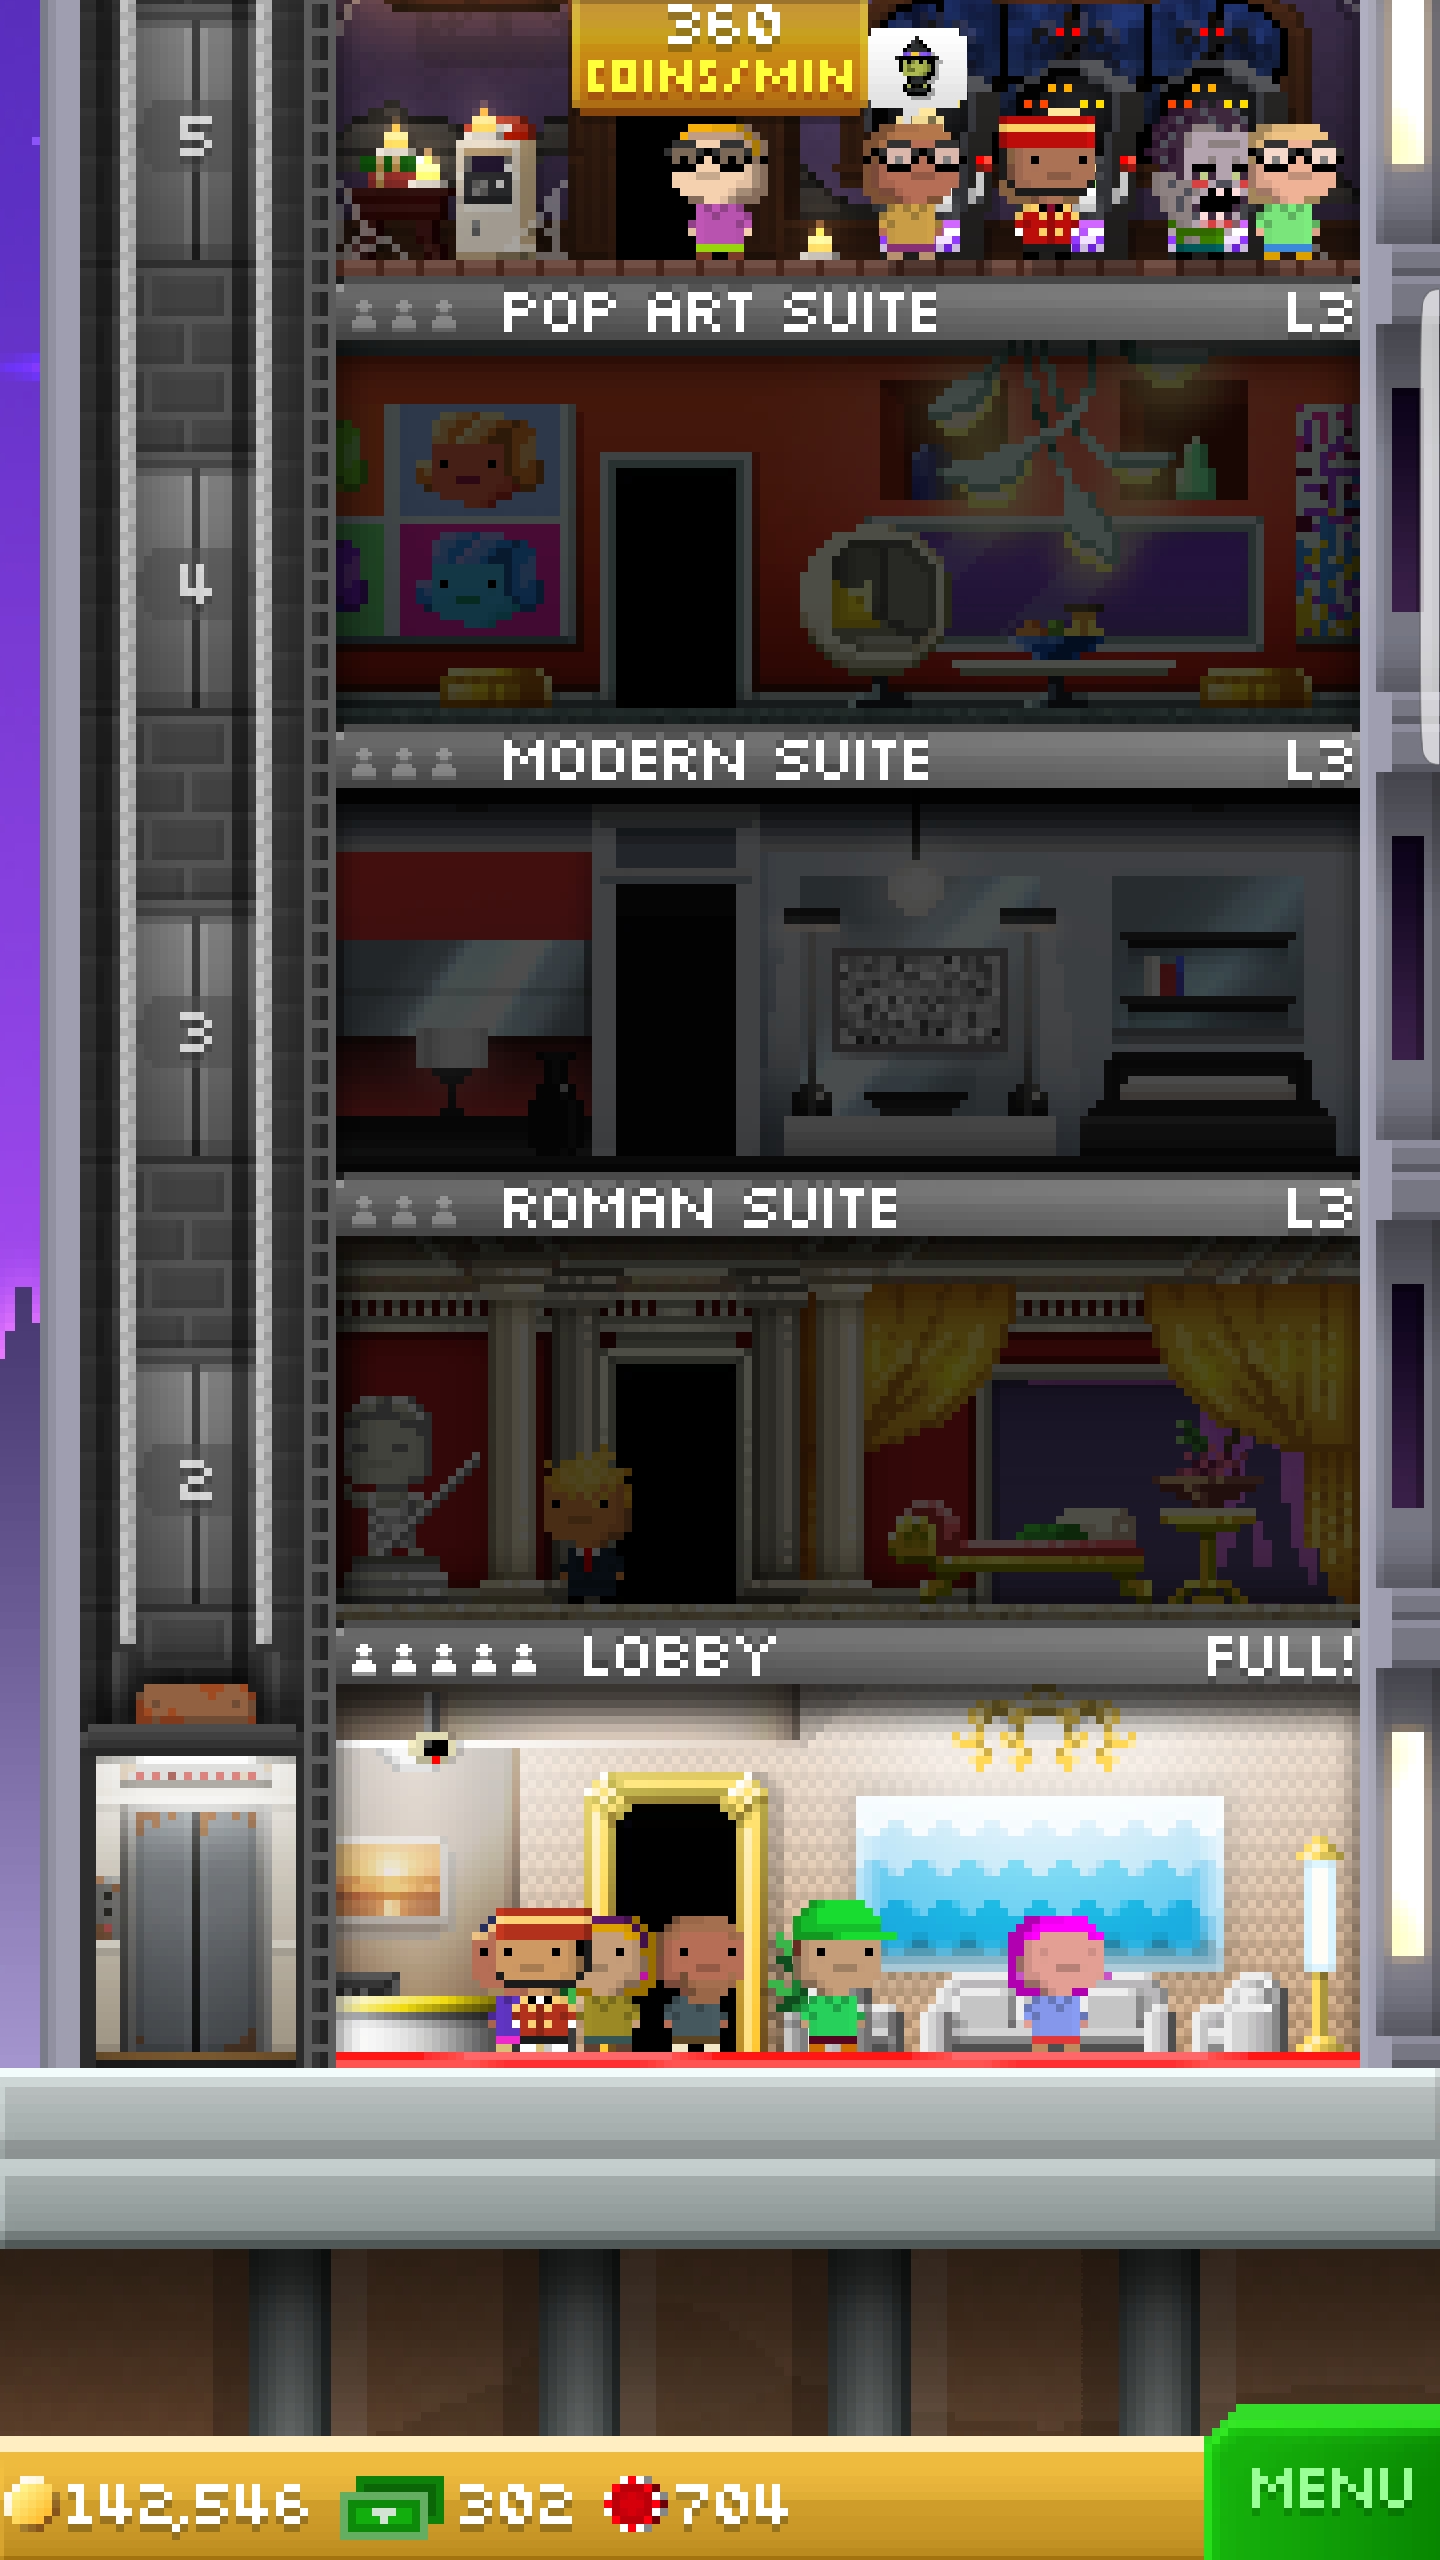 360
COINS/MIN
5
POP ART SUITE L3
4
MODERN SUITE L3
3
ROMAN SUITE L3
2
LOBBY FULL!
142,546 302 704 MENU